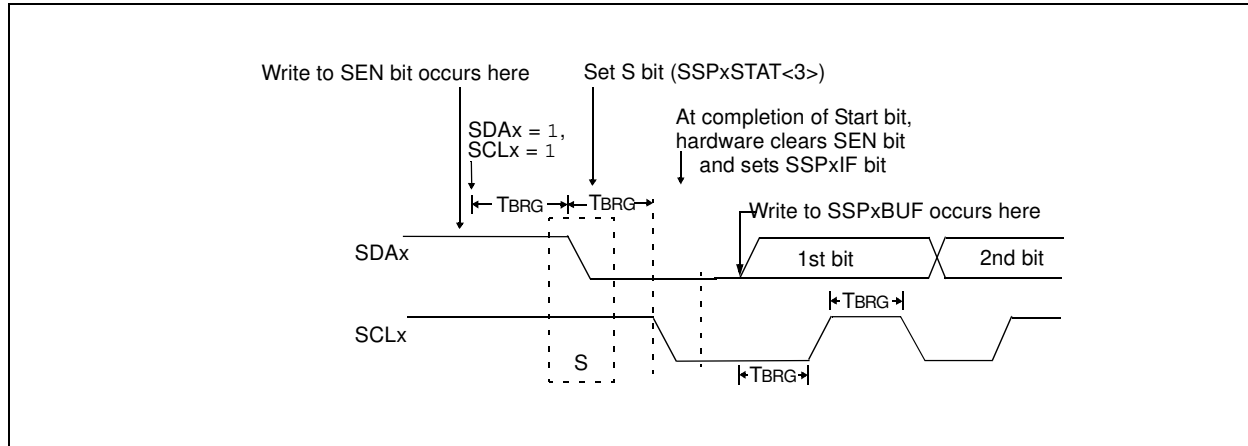 Write to SEN bit occurs here
Set S bit (SSPxSTAT<3>)
SDAx = 1,
SCLx = 1
At completion of Start bit,
hardware clears SEN bit
and sets SSPxIF bit
TBRG
TBRG
Write to SSPxBUF occurs here
SDAx
1st bit
2nd bit
TBRG
SCLx
S
TBRG